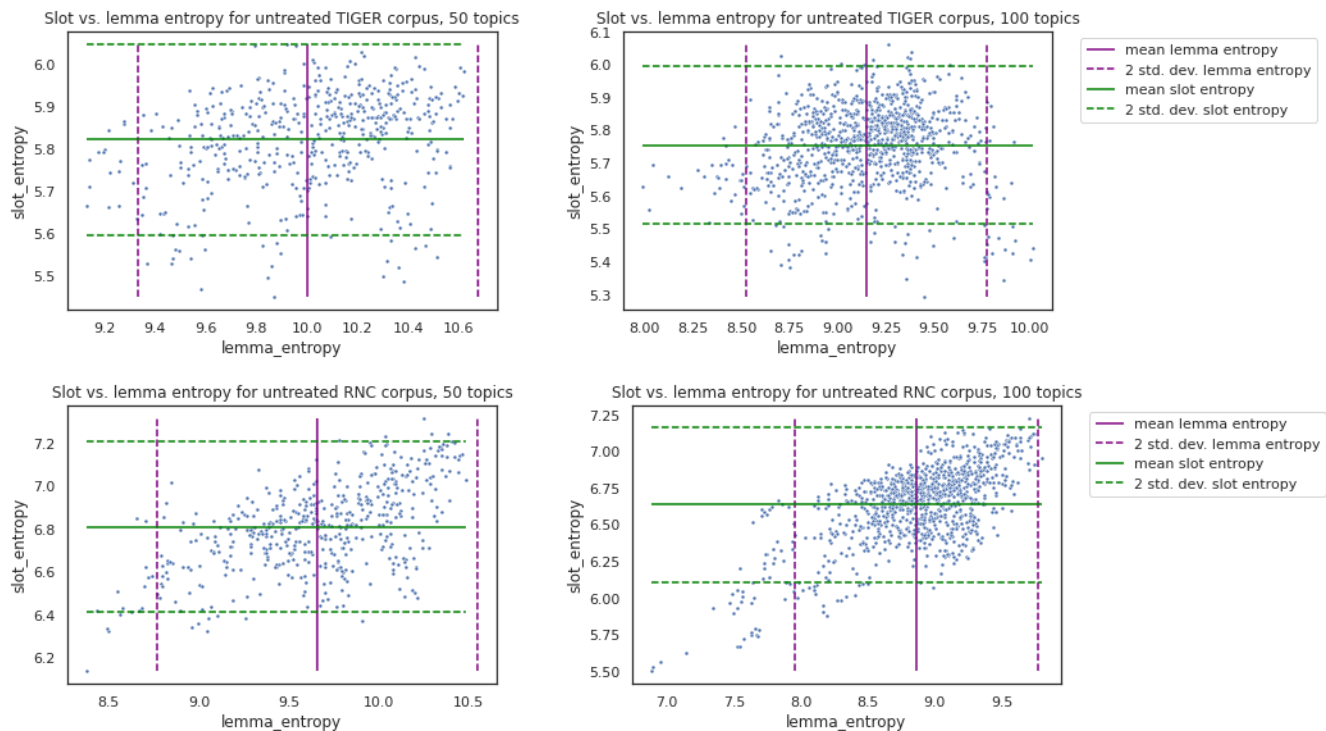 Slot vs. lemma entropy for untreated TIGER corpus, 50 topics
6.0
5.9
5.8
5.7
5.6
5.5
slot_entropy
9.2 9.4 9.6 9.8 10.0 10.2 10.4 10.6
lemma_entropy
Slot vs. lemma entropy for untreated TIGER corpus, 100 topics
6.1
6.0
5.9
5.8
5.7
5.6
5.5
5.4
5.3
slot_entropy
8.00 8.25 8.50 8.75 9.00 9.25 9.50 9.75 10.00
lemma_entropy
mean lemma entropy
2 std. dev. lemma entropy
mean slot entropy
2 std. dev. slot entropy
Slot vs. lemma entropy for untreated RNC corpus, 50 topics
7.2
7.0
6.8
6.6
6.4
6.2
slot_entropy
8.5 9.0 9.5 10.0 10.5
lemma_entropy
Slot vs. lemma entropy for untreated RNC corpus, 100 topics
7.25
7.00
6.75
6.50
6.25
6.00
5.75
5.50
slot_entropy
7.0 7.5 8.0 8.5 9.0 9.5
lemma_entropy
mean lemma entropy
2 std. dev. lemma entropy
mean slot entropy
2 std. dev. slot entropy